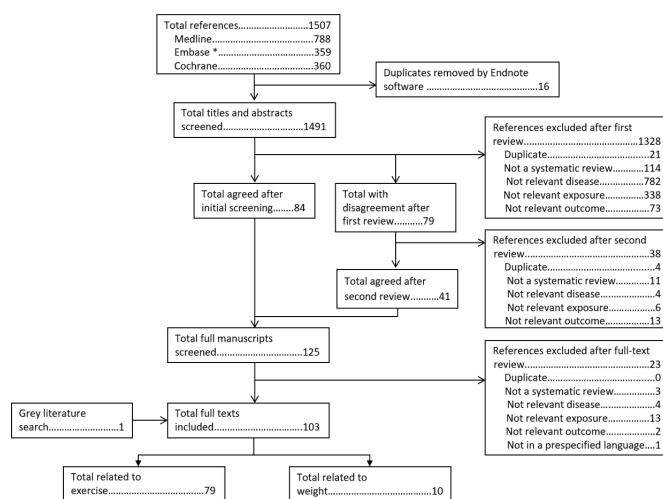 Total references……………….1507
Medline…………………….788
Embase *………………….359
Cochrane………………….360
Duplicates removed by Endnote
software ……………………………….16
Total titles and abstracts
screened………………………….1491
References excluded after first
review……………………………………1328
Duplicate……………………………...21
Not a systematic review………114
Not relevant disease…………..782
Not relevant exposure………..338
Not relevant outcome………...73
Total agreed after
initial screening……..84
Total with
disagreement after
first review…………79
References excluded after second
review……………………………………...38
Duplicate………………………………..4
Not a systematic review………..11
Not relevant disease……………..4
Not relevant exposure…………..6
Not relevant outcome………….13
Total agreed after
second review………..41
Total full manuscripts
screened………………………….125
References excluded after full-text
review……………………………………..23
Duplicate……………………………….0
Not a systematic review………..3
Not relevant disease……………..4
Not relevant exposure…………13
Not relevant outcome…………..2
Not in a prespecified language…1
Grey literature
search……………….1
Total full texts
included………………………103
Total related to
exercise……………………79
Total related to
weight……………………….10